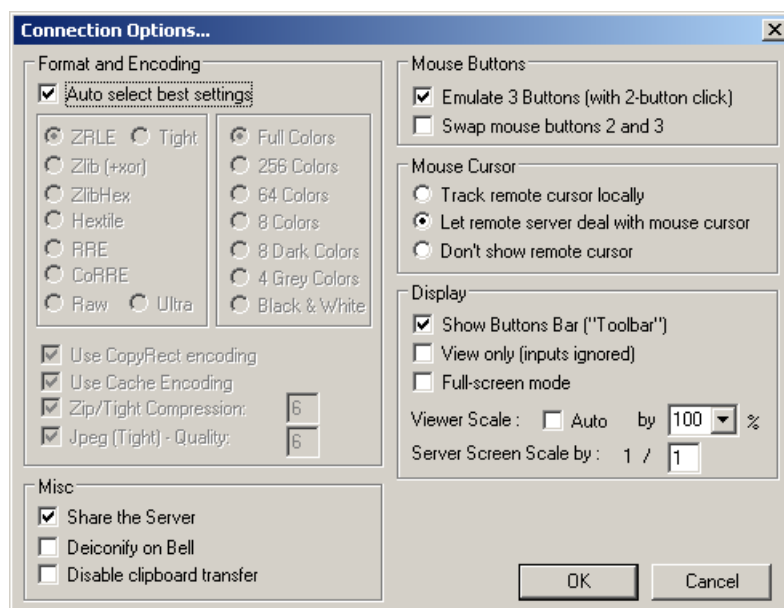 Connection Options...
Format and Encoding
Auto select best settings
ZRLE Tight
Zlib (+xor)
ZlibHex
Hextile
RRE
CoRRE
Raw Ultra
Full Colors
256 Colors
64 Colors
8 Colors
8 Dark Colors
4 Grey Colors
Black & White
Use CopyRect encoding
Use Cache Encoding
Zip/Tight Compression: 6
Jpeg (Tight) - Quality: 6
Misc
Share the Server
Deiconify on Bell
Disable clipboard transfer
Mouse Buttons
Emulate 3 Buttons (with 2-button click)
Swap mouse buttons 2 and 3
Mouse Cursor
Track remote cursor locally
Let remote server deal with mouse cursor
Don't show remote cursor
Display
Show Buttons Bar ("Toolbar")
View only (inputs ignored)
Full-screen mode
Viewer Scale : Auto by 100 %
Server Screen Scale by : 1 / 1
OK Cancel